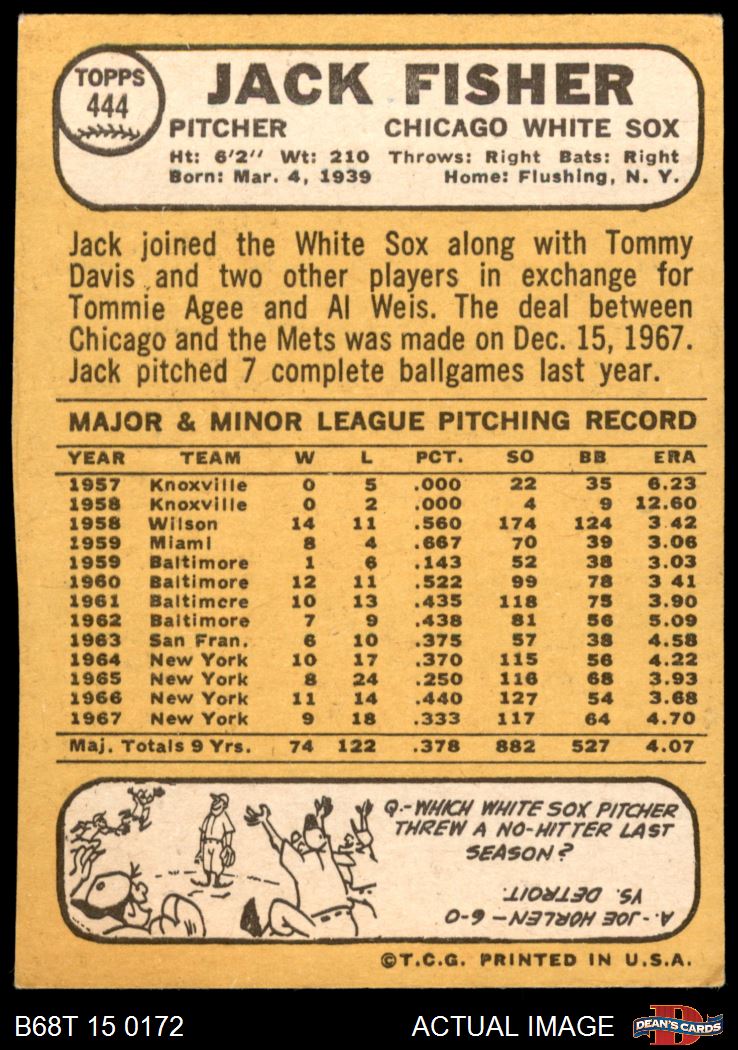 TOPPS
444
JACK FISHER
PITCHER CHICAGO WHITE SOX
Ht: 6'2" Wt: 210 Throws: Right Bats: Right
Born: Mar. 4, 1939 Home: Flushing, N. Y.
Jack joined the White Sox along with Tommy
Davis and two other players in exchange for
Tommie Agee and Al Weis. The deal between
Chicago and the Mets was made on Dec. 15, 1967.
Jack pitched 7 complete ballgames last year.
MAJOR & MINOR LEAGUE PITCHING RECORD
YEAR TEAM W L PCT. SO BB ERA
1957 Knoxville 0 5 .000 22 35 6.23
1958 Knoxville 0 2 .000 4 9 12.60
1958 Wilson 14 11 .560 174 124 3.42
1959 Miami 8 4 .667 70 39 3.06
1959 Baltimore 1 6 .143 52 38 3.03
1960 Baltimore 12 11 .522 99 78 3 41
1961 Baltimore 10 13 .435 118 75 3.90
1962 Baltimore 7 9 .438 81 56 5.09
1963 San Fran. 6 10 .375 57 38 4.58
1964 New York 10 17 .370 115 56 4.22
1965 New York 8 24 .250 116 68 3.93
1966 New York 11 14 .440 127 54 3.68
1967 New York 9 18 .333 117 64 4.70
Maj. Totals 9 Yrs. 74 122 .378 882 527 4.07
Q.-WHICH WHITE SOX PITCHER
THREW A NO-HITTER LAST
SEASON?
A.-JOE HORLEN-6-0
VS. DETROIT.
©T.C.G. PRINTED IN U.S.A.
B68T 15 0172 ACTUAL IMAGE
D
DEAN'S CARDS